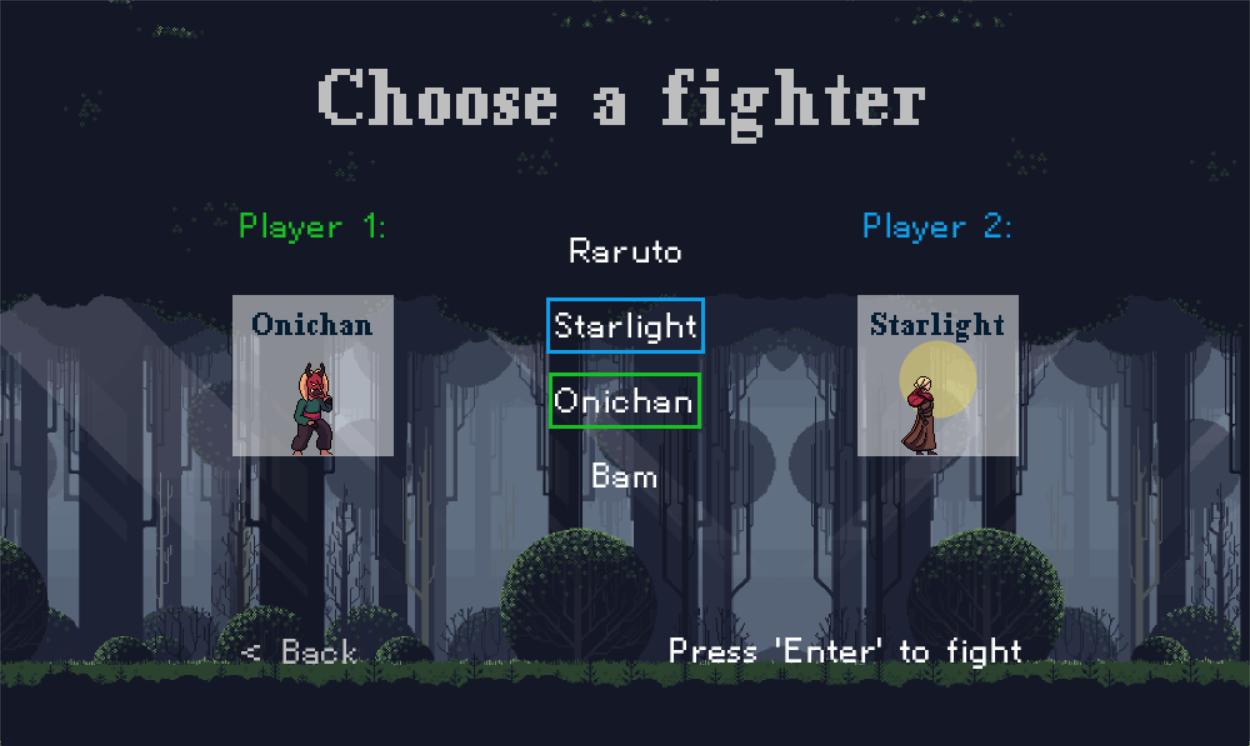 Choose a fighter
Player 1:
Onichan
Raruto
Starlight
Onichan
Bam
Player 2:
Starlight
< Back
Press 'Enter' to fight